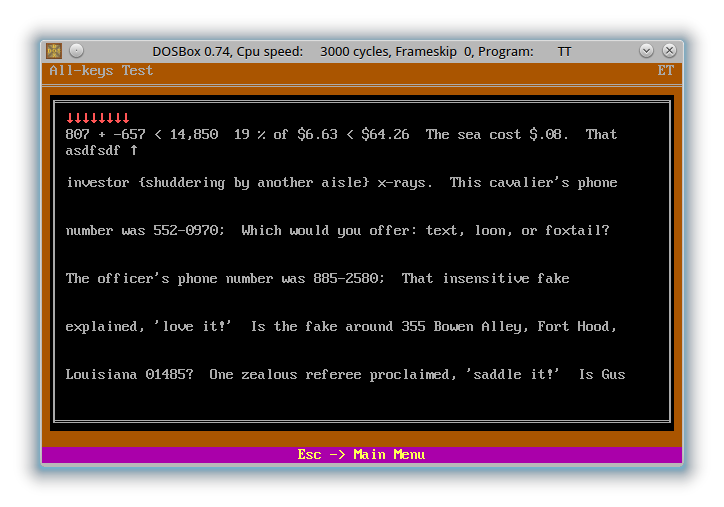 DOSBox 0.74, Cpu speed:    3000 cycles, Frameskip  0, Program:      TT
All-keys Test ET
↓↓↓↓↓↓↓↓
807 + -657 < 14,850  19 % of $6.63 < $64.26  The sea cost $.08.  That
asdfsdf ↑
investor {shuddering by another aisle} x-rays.  This cavalier's phone
number was 552-0970;  Which would you offer: text, loon, or foxtail?
The officer's phone number was 885-2580;  That insensitive fake
explained, 'love it!'  Is the fake around 355 Bowen Alley, Fort Hood,
Louisiana 01485?  One zealous referee proclaimed, 'saddle it!'  Is Gus
Esc -> Main Menu